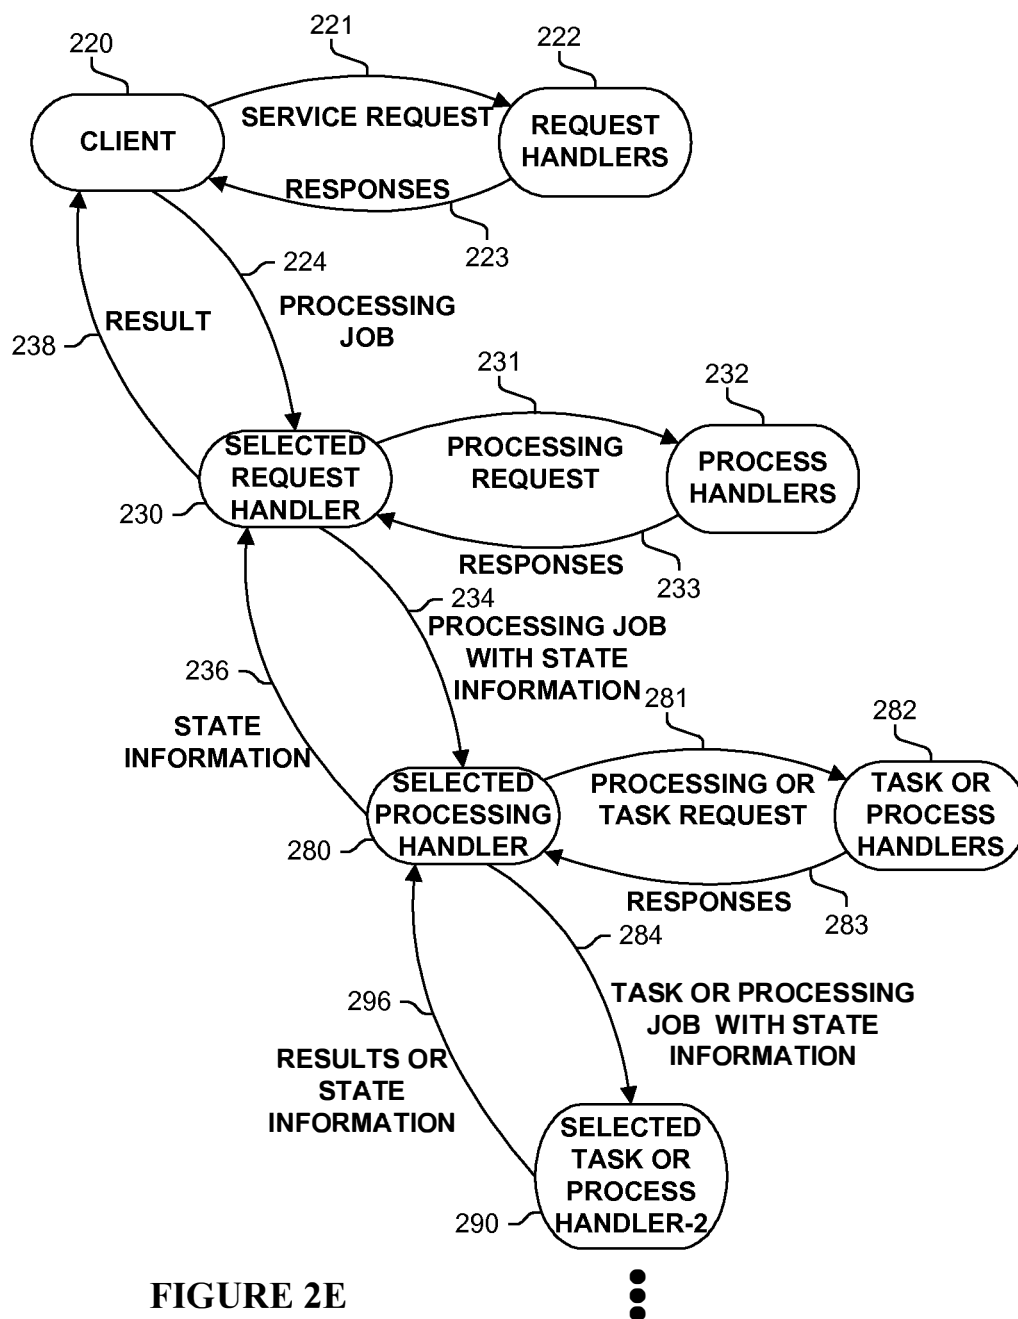 220
221
222
CLIENT
SERVICE REQUEST
REQUEST
HANDLERS
RESPONSES
223
224
PROCESSING
JOB
RESULT
238
231
232
SELECTED
REQUEST
HANDLER
230
PROCESSING
REQUEST
PROCESS
HANDLERS
RESPONSES
233
234
PROCESSING JOB
WITH STATE
INFORMATION
236
STATE
INFORMATION
281
282
SELECTED
PROCESSING
HANDLER
280
PROCESSING OR
TASK REQUEST
TASK OR
PROCESS
HANDLERS
RESPONSES
283
284
TASK OR PROCESSING
JOB WITH STATE
INFORMATION
296
RESULTS OR
STATE
INFORMATION
SELECTED
TASK OR
PROCESS
HANDLER-2
290
FIGURE 2E